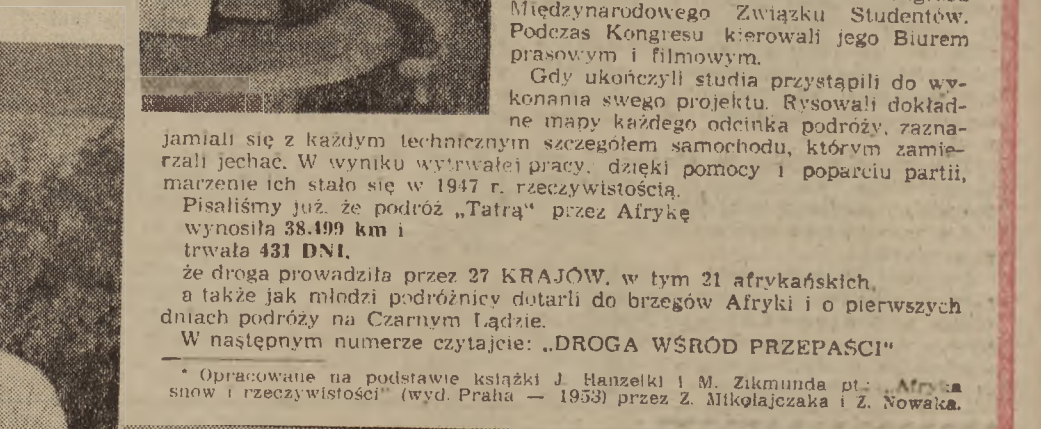 Międzynarodowego Związku Studentów.
Podczas Kongresu kierowali jego Biurem
prasowym i filmowym.
Gdy ukończyli studia przystąpili do wy-
konania swego projektu. Rysowali dokład-
ne mapy każdego odcinka podróży, zazna-
jamiali się z każdym technicznym szczegółem samochodu, którym zamie-
rzali jechać. W wyniku wytrwałej pracy, dzięki pomocy i poparciu partii,
marzenie ich stało się w 1947 r. rzeczywistością.
Pisaliśmy już, że podróż „Tatrą“ przez Afrykę
wynosiła 38.499 km i
trwała 431 DNI,
że droga prowadziła przez 27 KRAJÓW, w tym 21 afrykańskich,
a także jak młodzi podróżnicy dotarli do brzegów Afryki i o pierwszych
dniach podróży na Czarnym Lądzie.
W następnym numerze czytajcie: „DROGA WŚRÓD PRZEPAŚCI“
* Opracowane na podstawie książki J. Hanzelki i M. Zikmunda pt.: „Afryka
snów i rzeczywistości“ (wyd. Praha — 1953) przez Z. Mikołajczaka i Z. Nowaka.